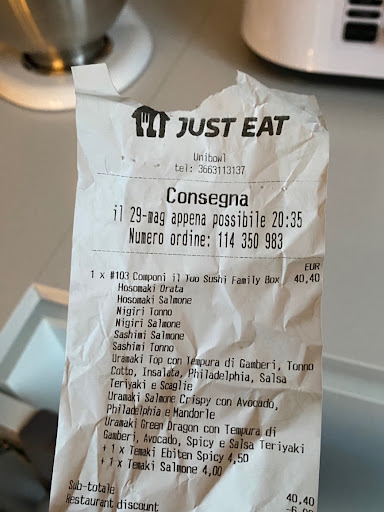 JUST EAT
Unibowl
tel: 3663113137
Consegna
il 29-mag appena possibile 20:35
Numero ordine: 114 350 983
EUR
1 x #103 Componi il Tuo Sushi Family Box 40,40
Hosomaki Orata
Hosomaki Salmone
Nigiri Tonno
Nigiri Salmone
Sashimi Salmone
Sashimi Tonno
Uramaki Top con Tempura di Gamberi, Tonno
Cotto, Insalata, Philadelphia, Salsa
Teriyaki e Scaglie
Uramaki Salmone Crispy con Avocado,
Philadelphia e Mandorle
Uramaki Green Dragon con Tempura di
Gamberi, Avocado, Spicy e Salsa Teriyaki
+ 1 x Temaki Ebiten Spicy 4,50
+ 1 x Temaki Salmone 4,00
Sub-totale 40,40
Restaurant discount